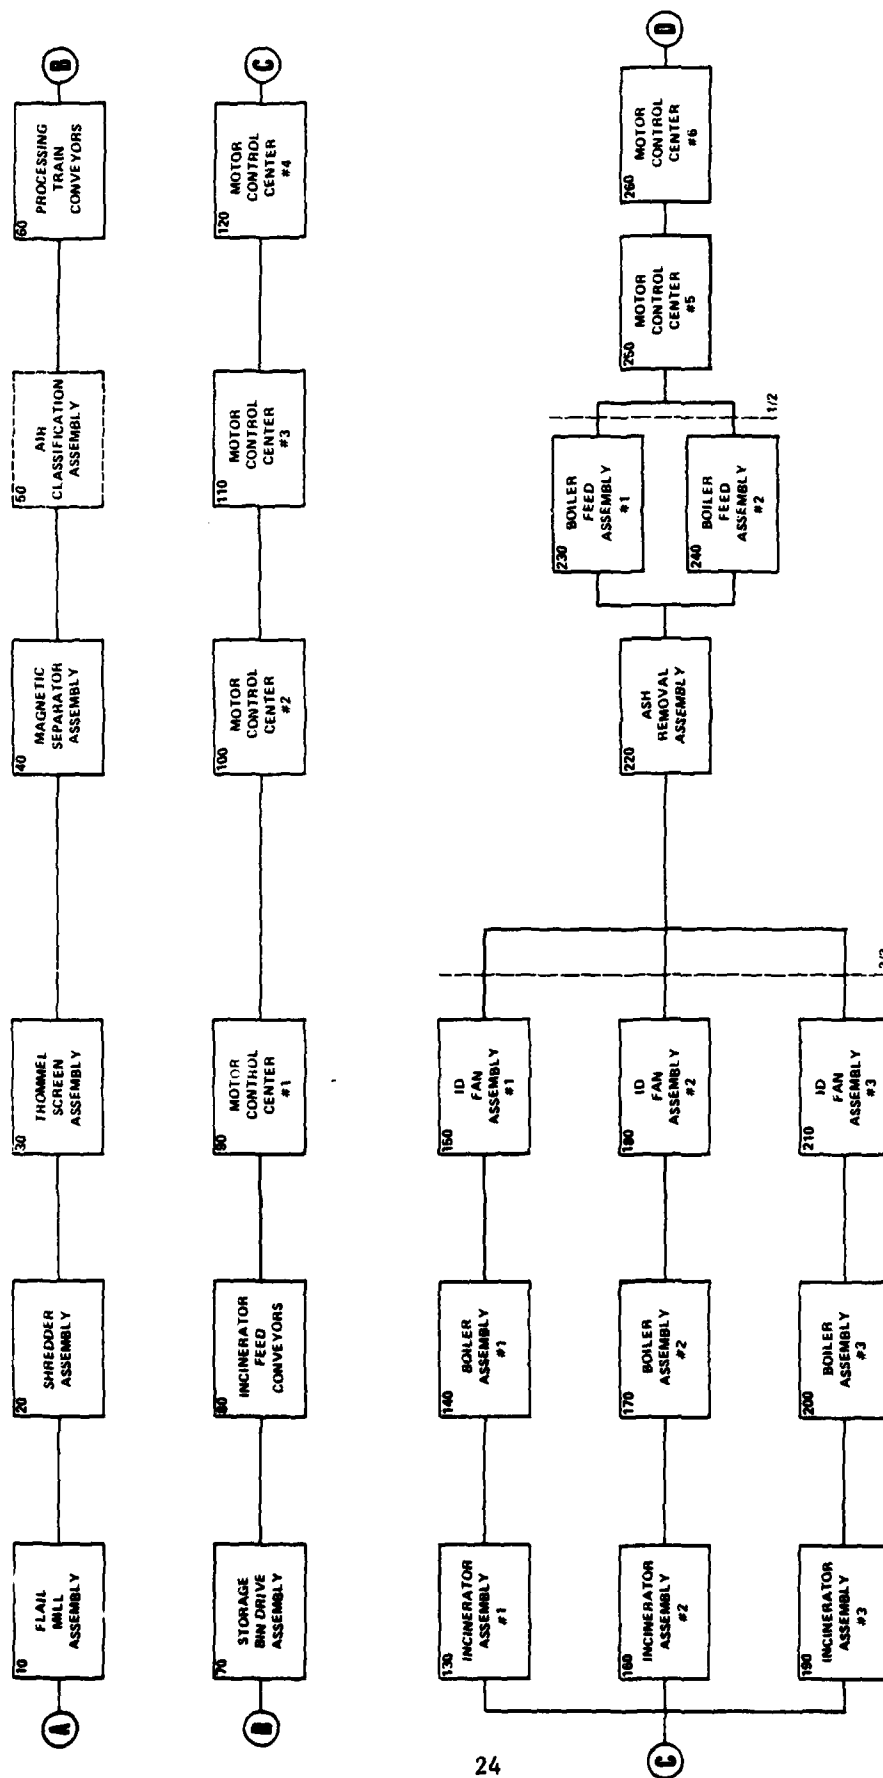 A
10
FLAIL
MILL
ASSEMBLY
20
SHREDDER
ASSEMBLY
30
THOMMEL
SCREEN
ASSEMBLY
40
MAGNETIC
SEPARATOR
ASSEMBLY
50
AIR
CLASSIFICATION
ASSEMBLY
60
PROCESSING
TRAIN
CONVEYORS
B
B
70
STORAGE
BIN DRIVE
ASSEMBLY
80
INCINERATOR
FEED
CONVEYORS
90
MOTOR
CONTROL
CENTER
#1
100
MOTOR
CONTROL
CENTER
#2
110
MOTOR
CONTROL
CENTER
#3
120
MOTOR
CONTROL
CENTER
#4
C
C
130
INCINERATOR
ASSEMBLY
#1
140
BOILER
ASSEMBLY
#1
150
ID
FAN
ASSEMBLY
#1
160
INCINERATOR
ASSEMBLY
#2
170
BOILER
ASSEMBLY
#2
180
ID
FAN
ASSEMBLY
#2
190
INCINERATOR
ASSEMBLY
#3
200
BOILER
ASSEMBLY
#3
210
ID
FAN
ASSEMBLY
#3
220
ASH
REMOVAL
ASSEMBLY
230
BOILER
FEED
ASSEMBLY
#1
240
BOILER
FEED
ASSEMBLY
#2
1/2
250
MOTOR
CONTROL
CENTER
#5
260
MOTOR
CONTROL
CENTER
#6
D
24